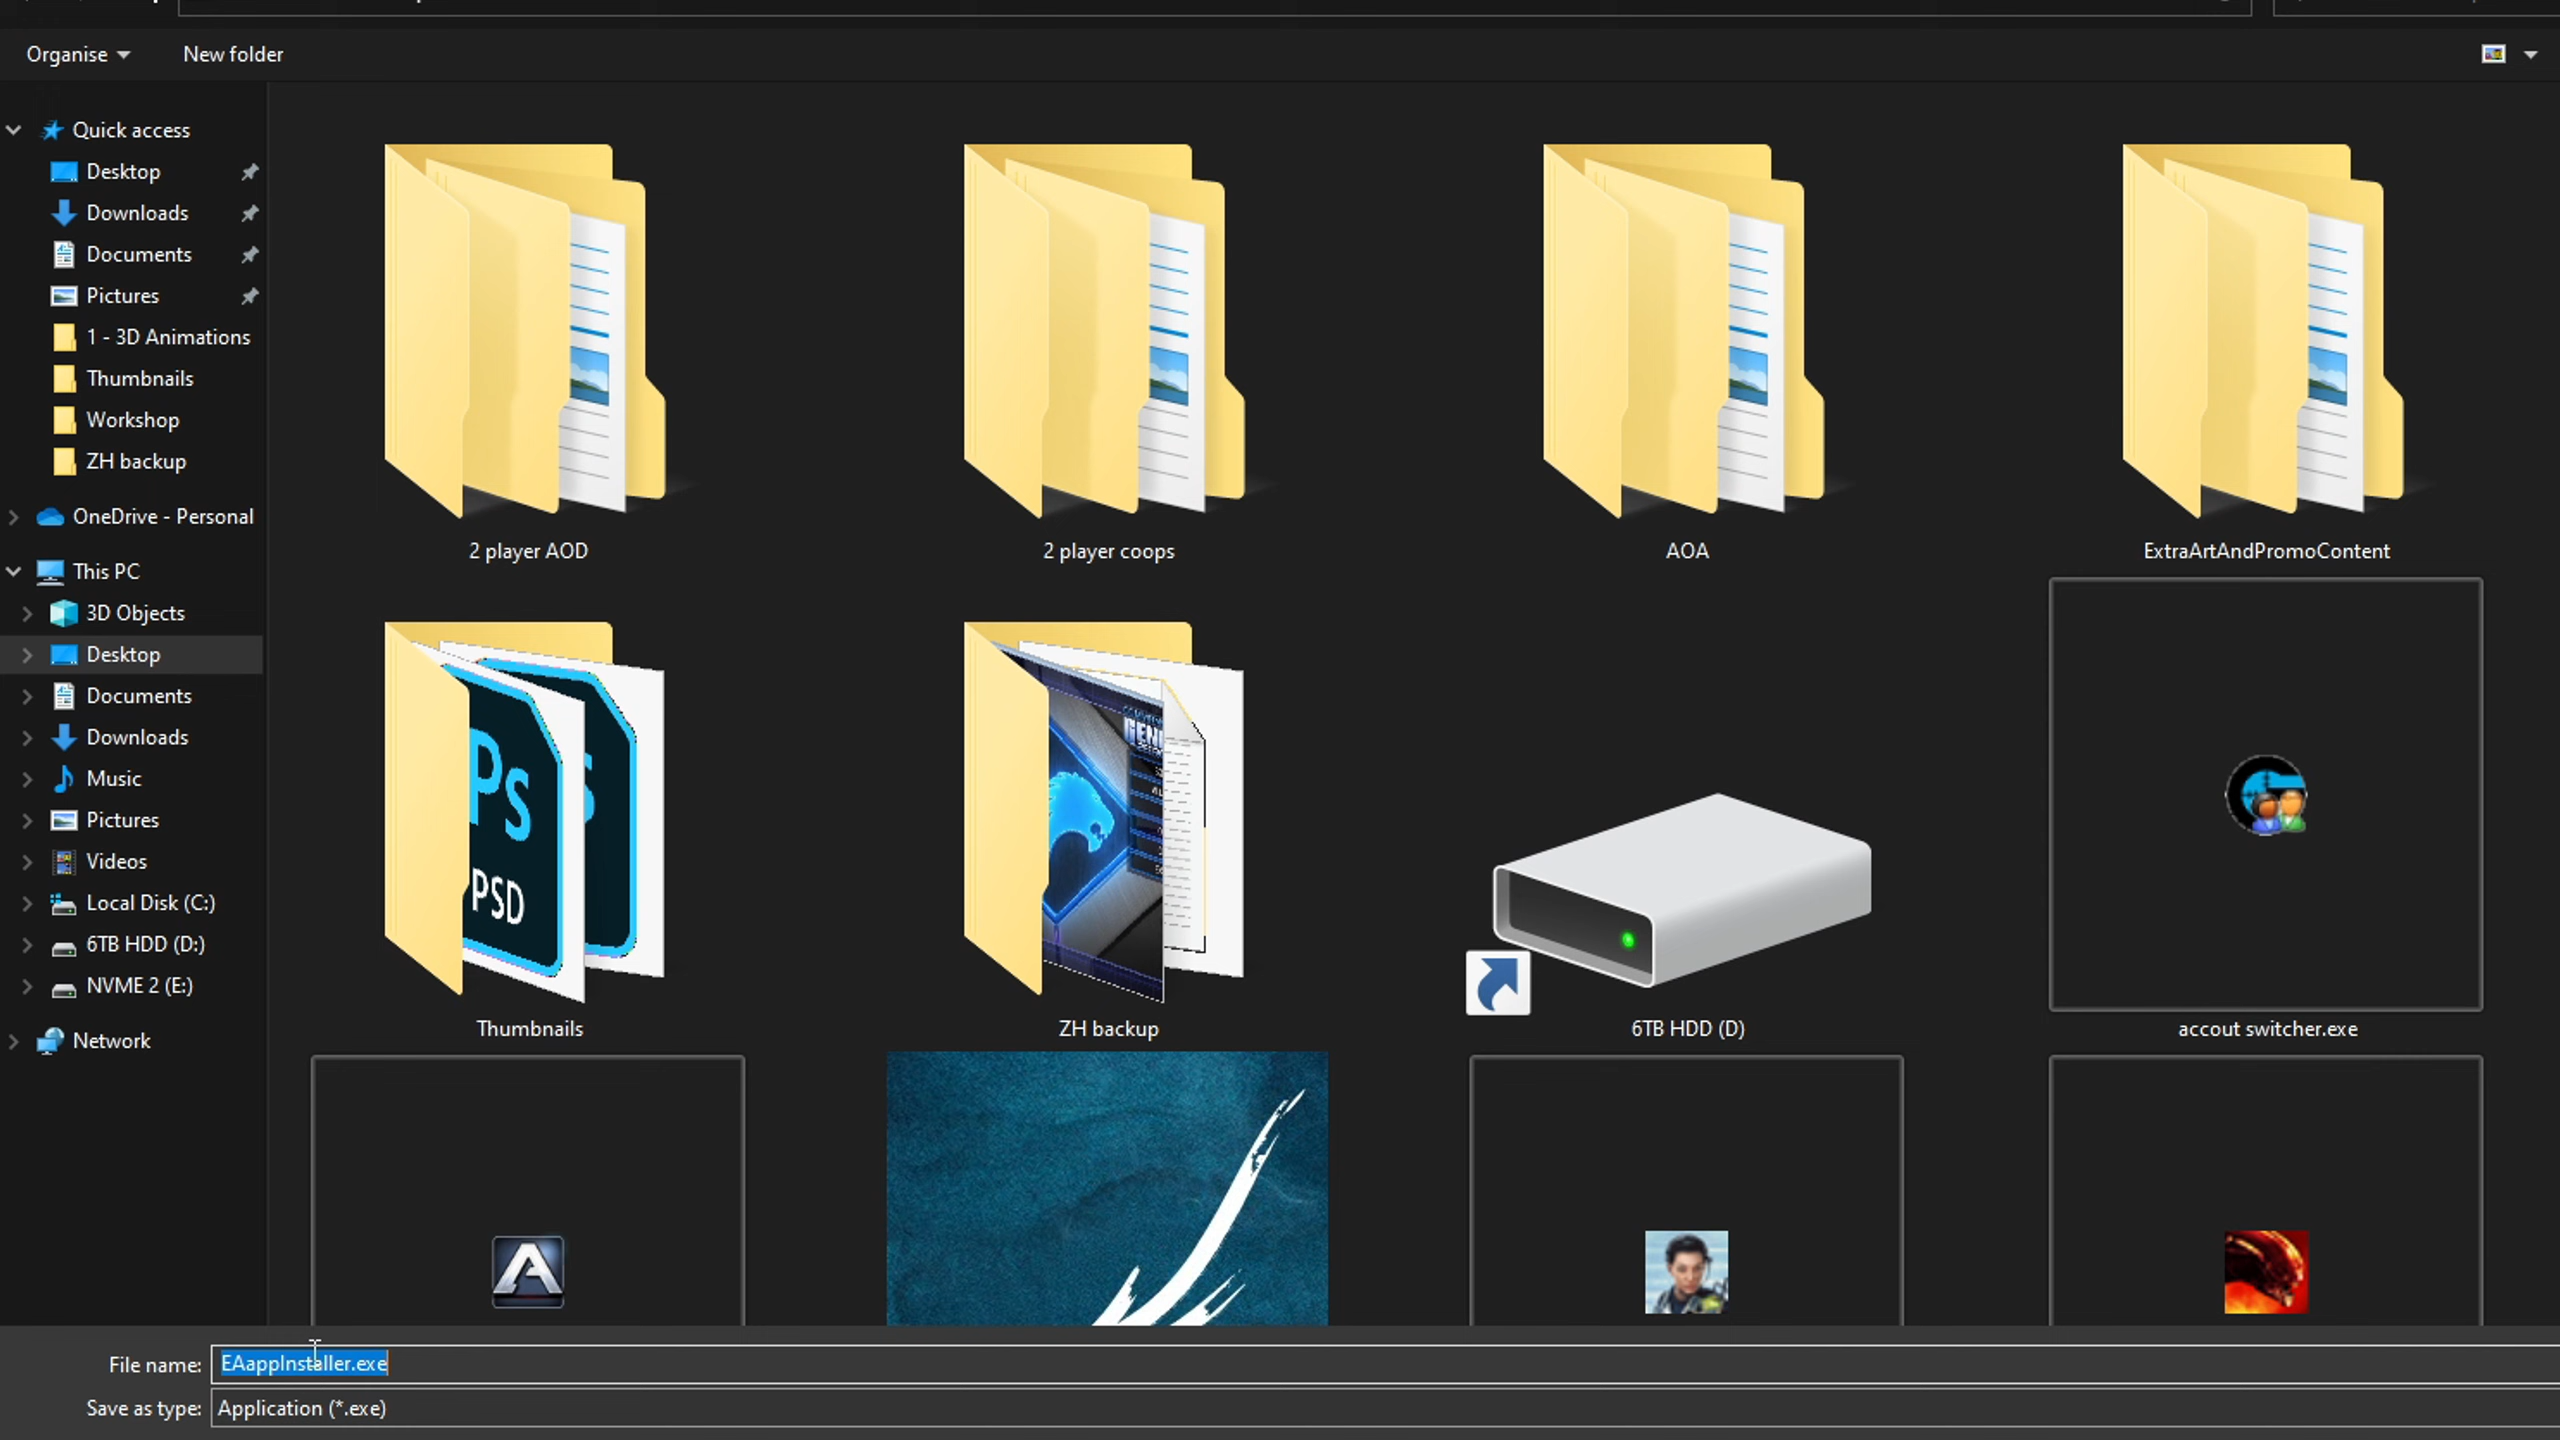 Organise
New folder
Quick access
Desktop
Downloads
Documents
Pictures
1 - 3D Animations
Thumbnails
Workshop
ZH backup
OneDrive - Personal
This PC
3D Objects
Desktop
Documents
Downloads
Music
Pictures
Videos
Local Disk (C:)
6TB HDD (D:)
NVME 2 (E:)
Network
2 player AOD
2 player coops
AOA
ExtraArtAndPromoContent
Ps
PSD
Thumbnails
ZH backup
6TB HDD (D)
accout switcher.exe
File name:
EAappInstaller.exe
Save as type:
Application (*.exe)